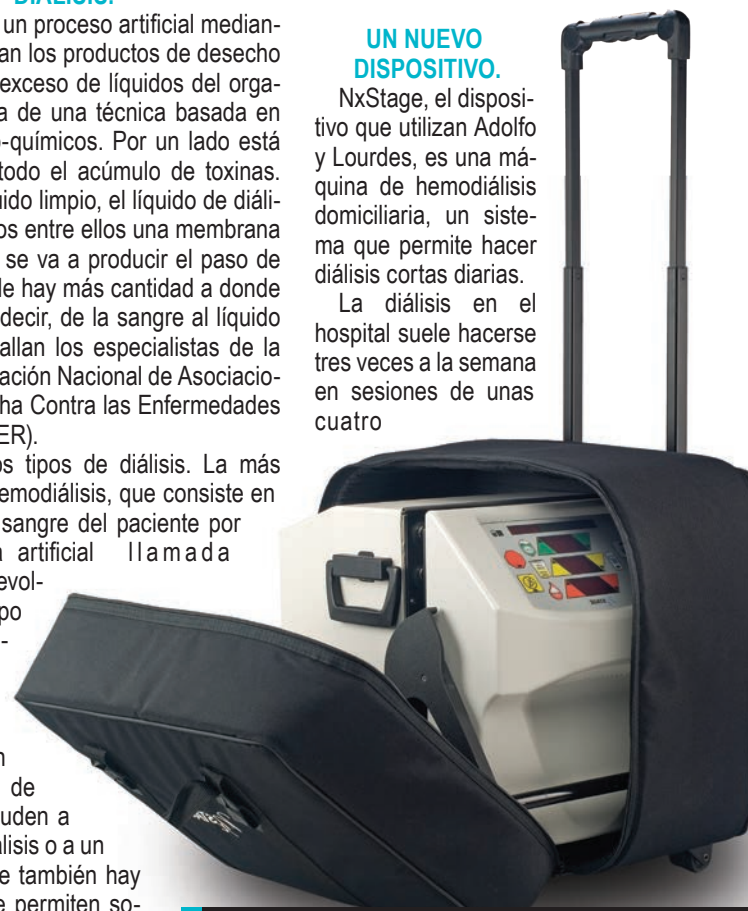 DIÁLISIS.
un proceso artificial median-
an los productos de desecho
exceso de líquidos del orga-
a de una técnica basada en
o-químicos. Por un lado está
todo el acúmulo de toxinas.
uido limpio, el líquido de diáli-
os entre ellos una membrana
se va a producir el paso de
de hay más cantidad a donde
decir, de la sangre al líquido
allan los especialistas de la
ación Nacional de Asociacio-
ha Contra las Enfermedades
ER).
os tipos de diálisis. La más
emodiálisis, que consiste en
sangre del paciente por
a artificial llamada
evol-
po
-
n
de
uden a
álisis o a un
e también hay
e permiten so-
UN NUEVO
DISPOSITIVO.
NxStage, el disposi-
tivo que utilizan Adolfo
y Lourdes, es una má-
quina de hemodiálisis
domiciliaria, un siste-
ma que permite hacer
diálisis cortas diarias.
La diálisis en el
hospital suele hacerse
tres veces a la semana
en sesiones de unas
cuatro